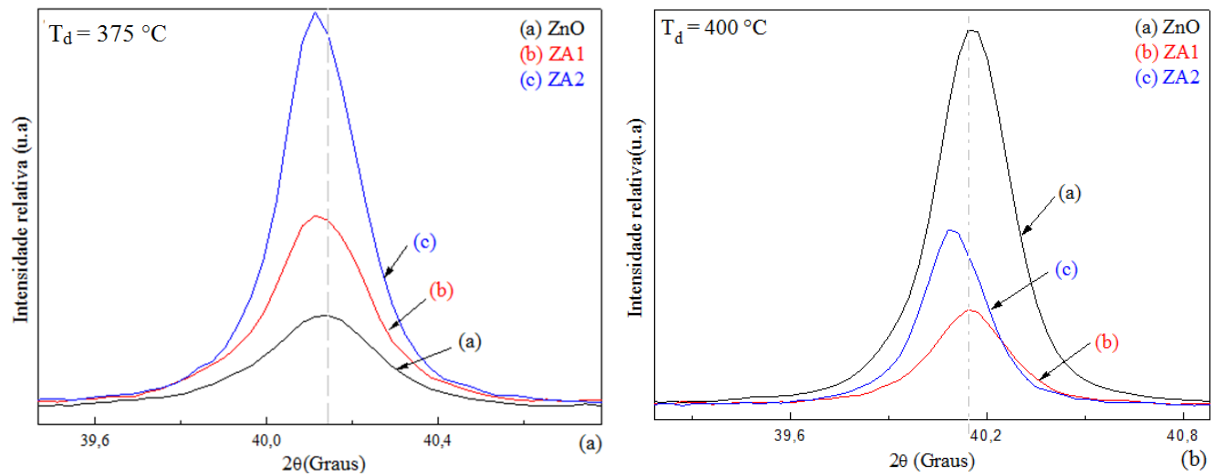 T_d = 375 °C
(a) ZnO
(b) ZA1
(c) ZA2
Intensidade relativa (u.a)
(c)
(b)
(a)
39,6 40,0 40,4
2θ(Graus)
(a)
T_d = 400 °C
(a) ZnO
(b) ZA1
(c) ZA2
Intensidade relativa(u.a)
(a)
(c)
(b)
39,6 40,2 40,8
2θ (Graus)
(b)